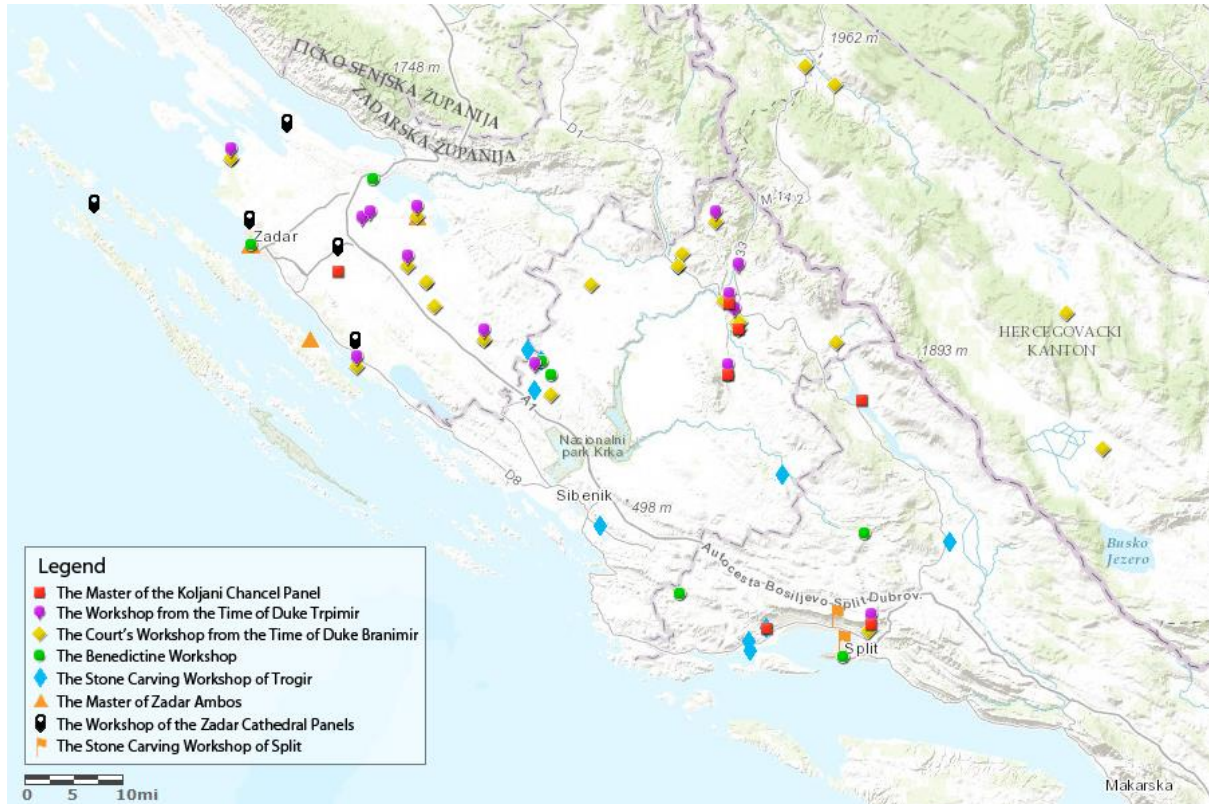 1962 m
LIČKO-SENJSKA ŽUPANIJA
1748 m
ZADARSKA ŽUPANIJA
D1
M-14.2
Zadar
33
HERCEGOVACKI
KANTON
1893 m
A1
Nacionalni
park Krka
D8
Sibenik
498 m
Autocesta Bosiljevo-Split-Dubrov.
Busko
Jezero
Split
Makarska
Legend
The Master of the Koljani Chancel Panel
The Workshop from the Time of Duke Trpimir
The Court's Workshop from the Time of Duke Branimir
The Benedictine Workshop
The Stone Carving Workshop of Trogir
The Master of Zadar Ambos
The Workshop of the Zadar Cathedral Panels
The Stone Carving Workshop of Split
0 5 10mi